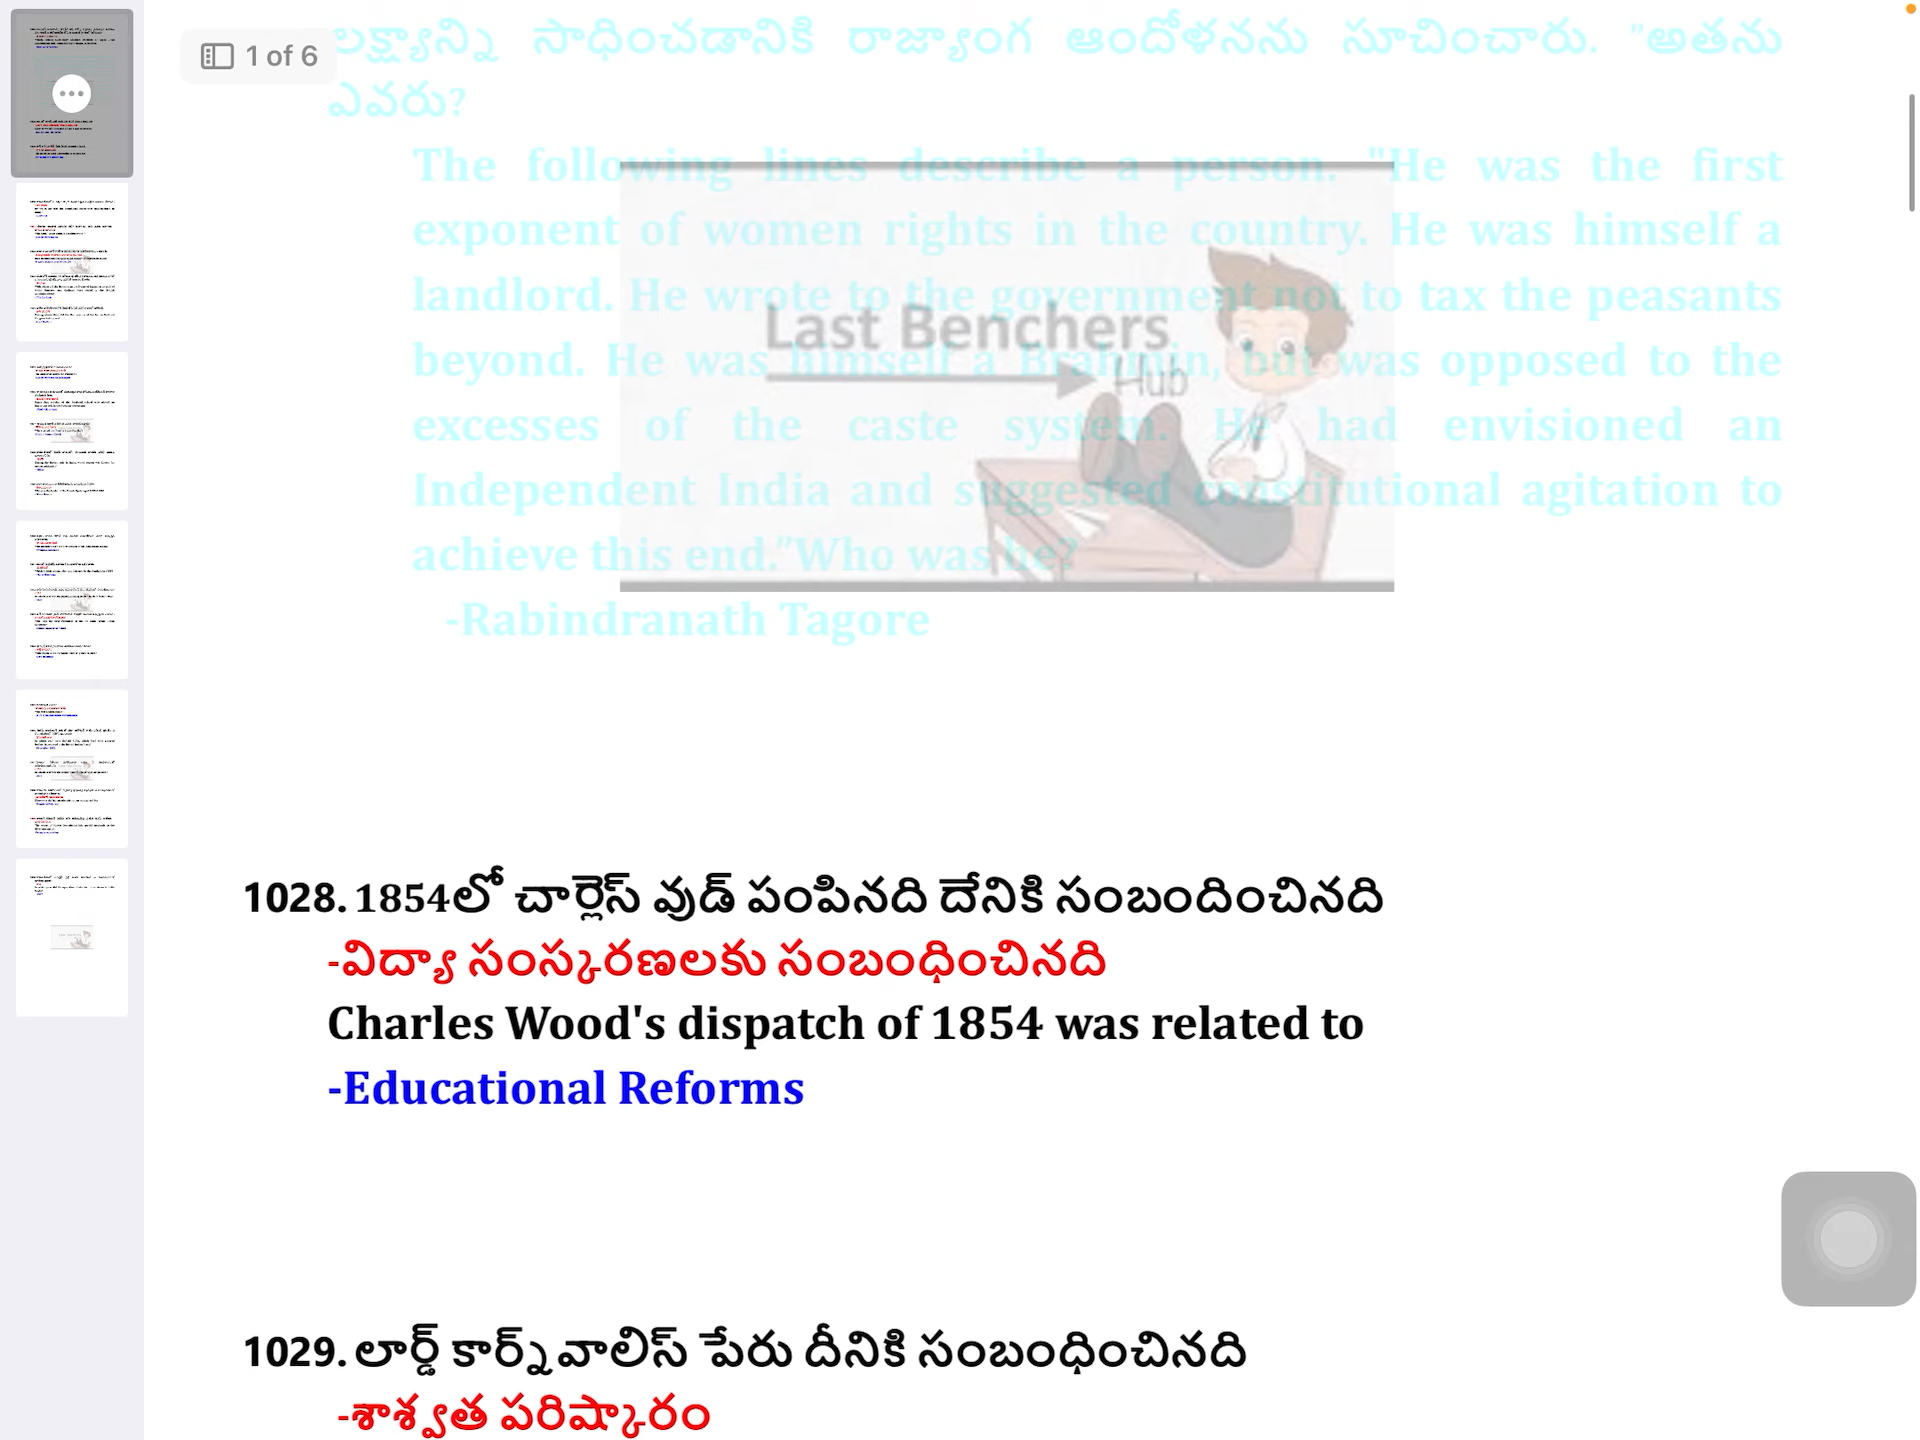 1 of 6
లక్ష్యాన్ని సాధించడానికి రాజ్యాంగ ఆందోళనను సూచించారు. "అతను
ఎవరు?
The following lines describe a person. "He was the first
exponent of women rights in the country. He was himself a
landlord. He wrote to the government not to tax the peasants
beyond. He was himself a Brahmin, but was opposed to the
excesses of the caste system. He had envisioned an
Independent India and suggested constitutional agitation to
achieve this end."Who was he?
-Rabindranath Tagore
Last Benchers
Hub
1028. 1854లో చార్లెస్ వుడ్ పంపినది దేనికి సంబందించినది
-విద్యా సంస్కరణలకు సంబంధించినది
Charles Wood's dispatch of 1854 was related to
-Educational Reforms
1029. లార్డ్ కార్న్‌వాలిస్ పేరు దీనికి సంబంధించినది
-శాశ్వత పరిష్కారం